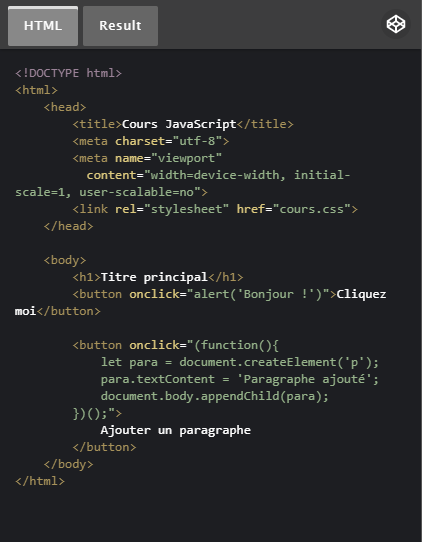 HTML Result
<!DOCTYPE html>
<html>
<head>
<title>Cours JavaScript</title>
<meta charset="utf-8">
<meta name="viewport"
content="width=device-width, initial-
scale=1, user-scalable=no">
<link rel="stylesheet" href="cours.css">
</head>
<body>
<h1>Titre principal</h1>
<button onclick="alert('Bonjour !')">Cliquez
moi</button>
<button onclick="(function(){
let para = document.createElement('p');
para.textContent = 'Paragraphe ajouté';
document.body.appendChild(para);
})();">
Ajouter un paragraphe
</button>
</body>
</html>